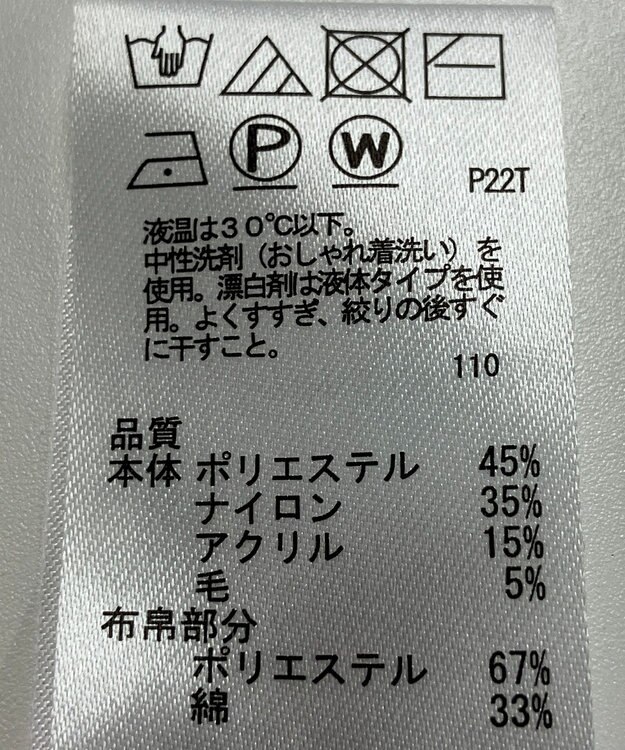 P W P22T
液温は30℃以下。
中性洗剤（おしゃれ着洗い）を
使用。漂白剤は液体タイプを使
用。よくすすぎ、絞りの後すぐ
に干すこと。
110
品質
本体 ポリエステル 45%
ナイロン 35%
アクリル 15%
毛 5%
布帛部分
ポリエステル 67%
綿 33%